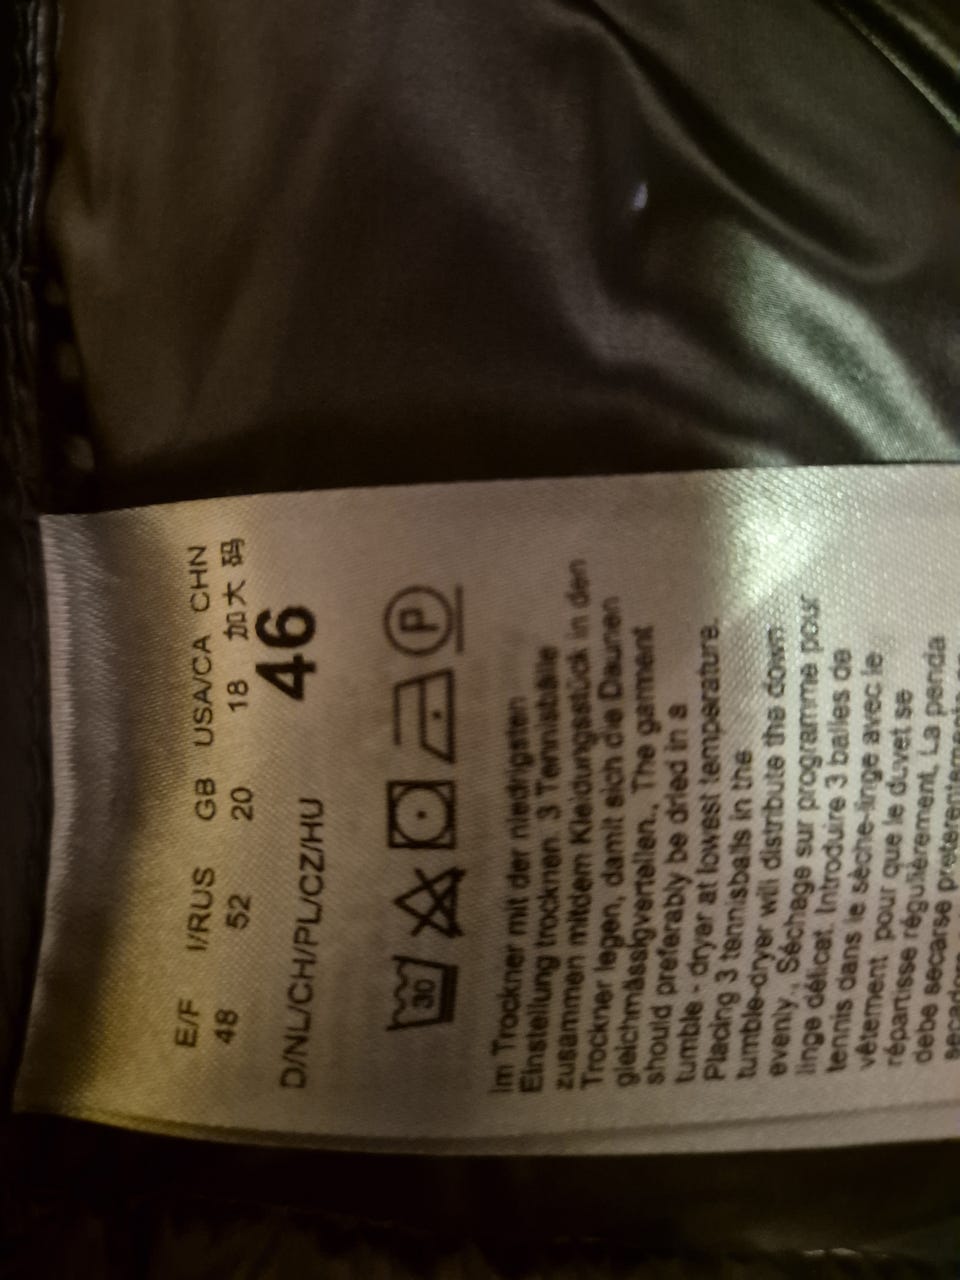 E/F I/RUS GB USA/CA CHN
48 52 20 18 加大码
D/NL/CH/PL/CZ/HU 46
30 P
Im Trockner mit der niedrigsten
Einstellung trocknen. 3 Tennisbälle
zusammen mitdem Kleidungsstück in den
Trockner legen, damit sich die Daunen
gleichmässigverteilen., The garment
should preferably be dried in a
tumble - dryer at lowest temperature.
Placing 3 tennisbals in the
tumble-dryer will distribute the down
evenly., Séchage sur programme pour
linge délicat. Introduire 3 balles de
tennis dans le sèche-linge avec le
vêtement pour que le duvet se
répartisse régulièrement. La penda
debe secarse preferentemente en